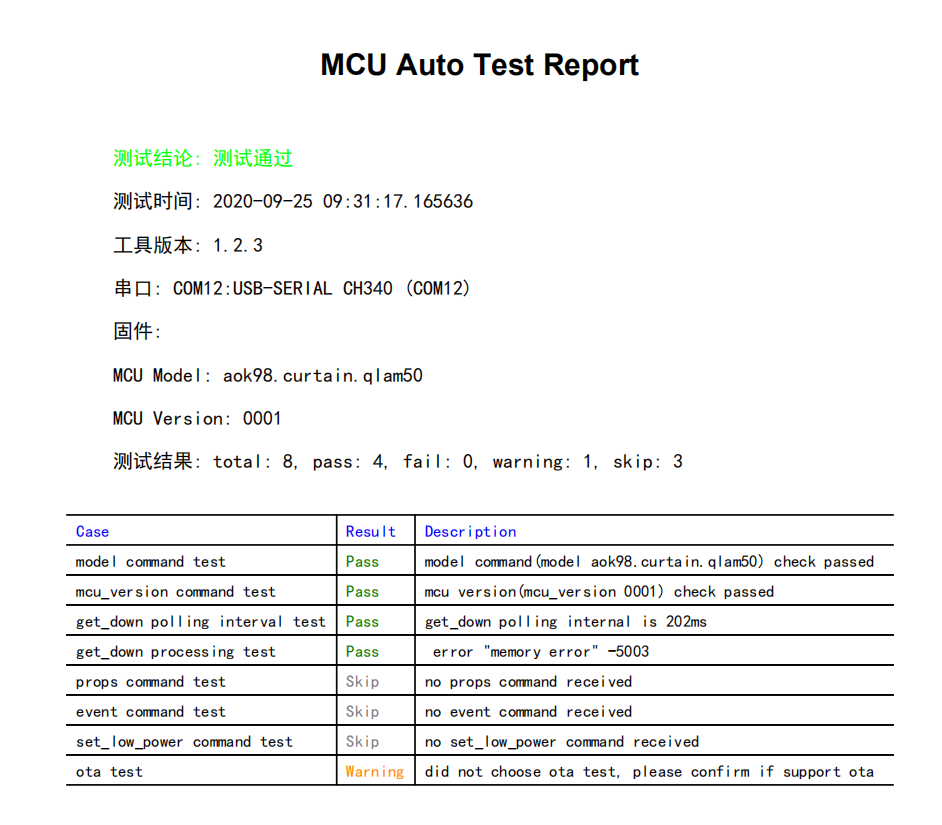 MCU Auto Test Report
测试结论: 测试通过
测试时间: 2020-09-25 09:31:17.165636
工具版本: 1.2.3
串口: COM12:USB-SERIAL CH340 (COM12)
固件:
MCU Model: aok98.curtain.qlam50
MCU Version: 0001
测试结果: total: 8, pass: 4, fail: 0, warning: 1, skip: 3
Case Result Description
model command test Pass model command(model aok98.curtain.qlam50) check passed
mcu_version command test Pass mcu version(mcu_version 0001) check passed
get_down polling interval test Pass get_down polling internal is 202ms
get_down processing test Pass error "memory error" -5003
props command test Skip no props command received
event command test Skip no event command received
set_low_power command test Skip no set_low_power command received
ota test Warning did not choose ota test, please confirm if support ota